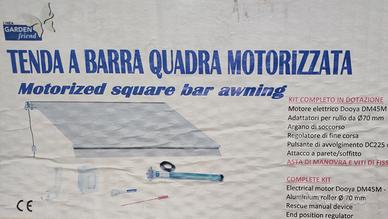 LINEA
GARDEN
friend
TENDA A BARRA QUADRA MOTORIZZATA
Motorized square bar awning
KIT COMPLETO IN DOTAZIONE
Motore elettrico Dooya DM45M
Adattatori per rullo da Ø70 mm
Argano di soccorso
Regolatore di fine corsa
Pulsante di avvolgimento DC225
Attacco a parete/soffitto
ASTA DI MANOVRA E VITI DI FISS
COMPLETE KIT
Electrical motor Dooya DM45M -
Aluminium roller Ø 70 mm
Rescue manual device
End position regulator
CE